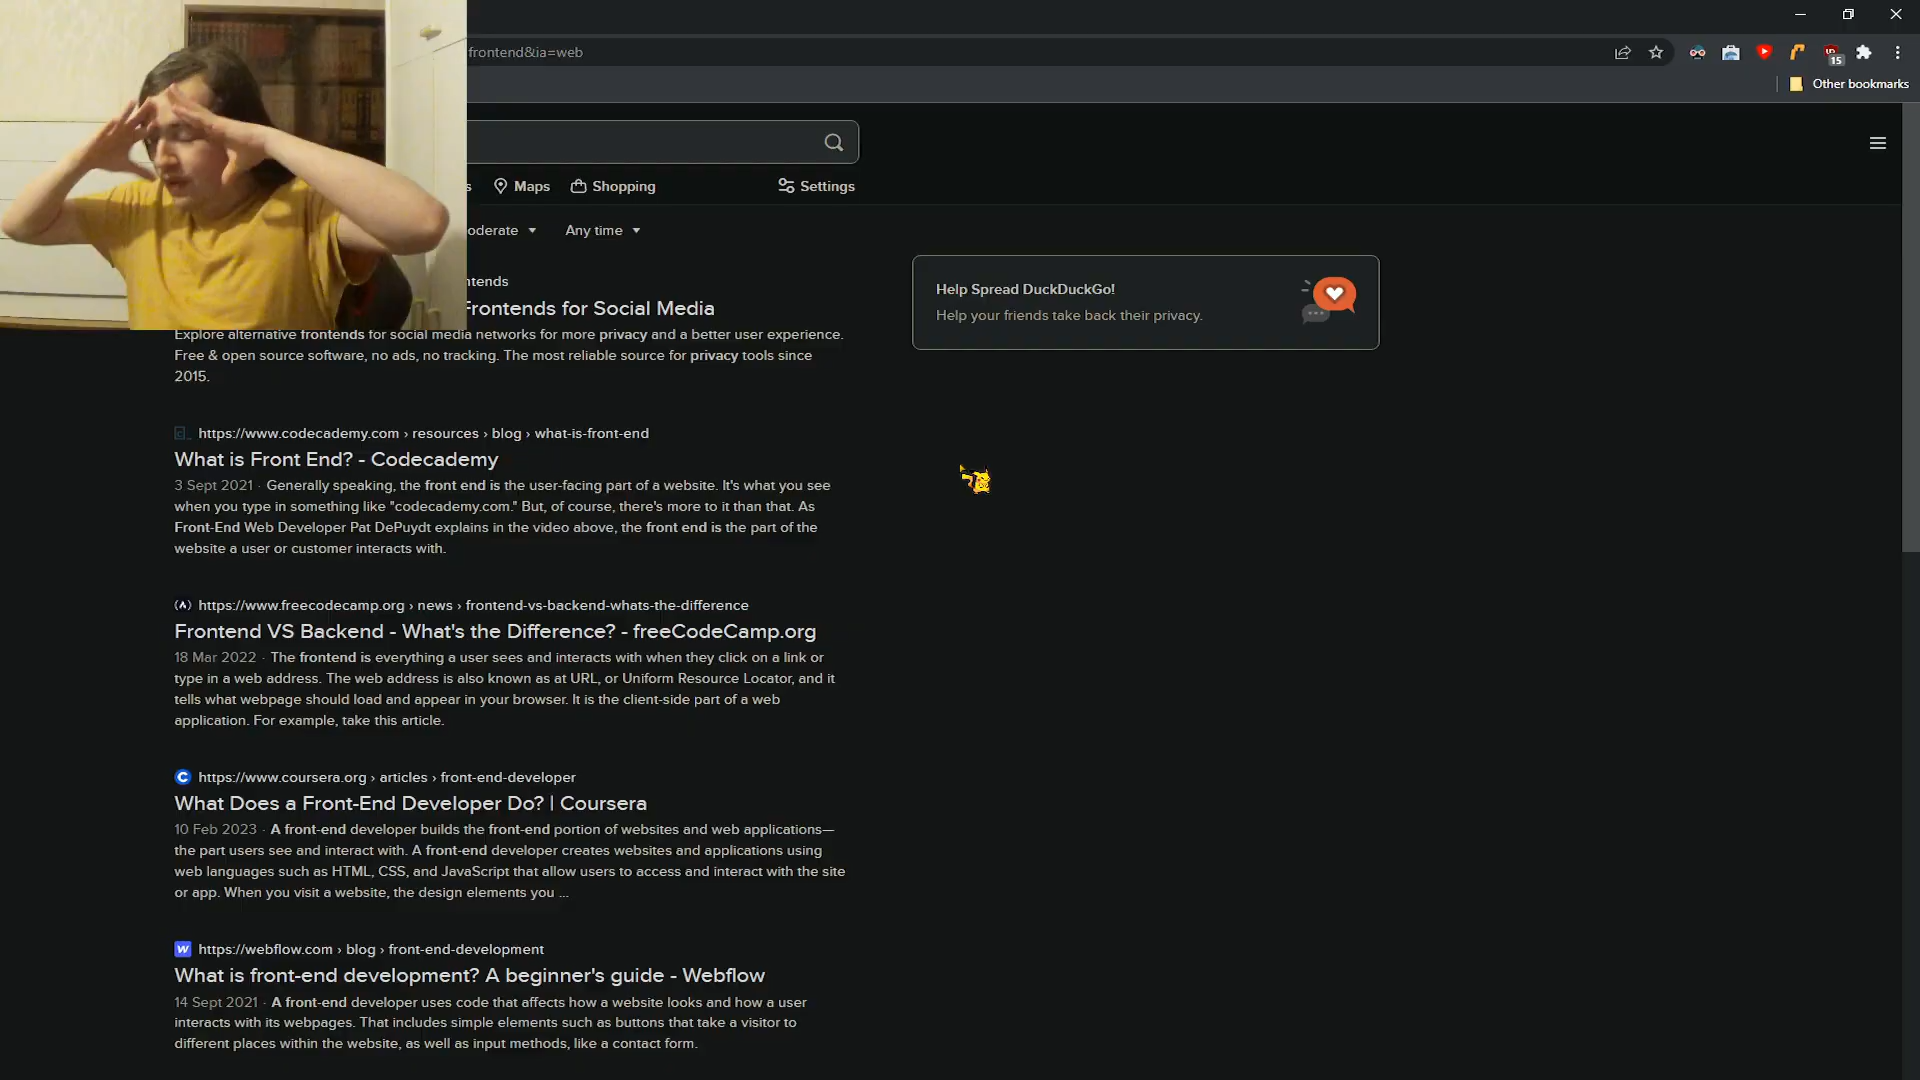 frontend&ia=web
15
Other bookmarks
Maps
Shopping
Settings
oderate
Any time
ntends
Frontends for Social Media
Explore alternative frontends for social media networks for more privacy and a better user experience.
Free & open source software, no ads, no tracking. The most reliable source for privacy tools since
2015.
Help Spread DuckDuckGo!
Help your friends take back their privacy.
https://www.codecademy.com › resources › blog › what-is-front-end
What is Front End? - Codecademy
3 Sept 2021 · Generally speaking, the front end is the user-facing part of a website. It's what you see
when you type in something like "codecademy.com." But, of course, there's more to it than that. As
Front-End Web Developer Pat DePuydt explains in the video above, the front end is the part of the
website a user or customer interacts with.
https://www.freecodecamp.org › news › frontend-vs-backend-whats-the-difference
Frontend VS Backend - What's the Difference? - freeCodeCamp.org
18 Mar 2022 · The frontend is everything a user sees and interacts with when they click on a link or
type in a web address. The web address is also known as at URL, or Uniform Resource Locator, and it
tells what webpage should load and appear in your browser. It is the client-side part of a web
application. For example, take this article.
https://www.coursera.org › articles › front-end-developer
What Does a Front-End Developer Do? | Coursera
10 Feb 2023 · A front-end developer builds the front-end portion of websites and web applications—
the part users see and interact with. A front-end developer creates websites and applications using
web languages such as HTML, CSS, and JavaScript that allow users to access and interact with the site
or app. When you visit a website, the design elements you ...
https://webflow.com › blog › front-end-development
What is front-end development? A beginner's guide - Webflow
14 Sept 2021 · A front-end developer uses code that affects how a website looks and how a user
interacts with its webpages. That includes simple elements such as buttons that take a visitor to
different places within the website, as well as input methods, like a contact form.